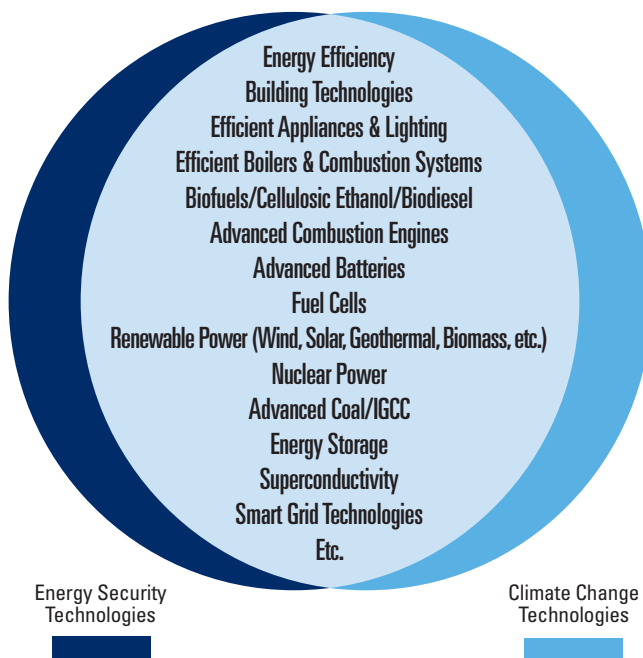 Energy Efficiency
Building Technologies
Efficient Appliances & Lighting
Efficient Boilers & Combustion Systems
Biofuels/Cellulosic Ethanol/Biodiesel
Advanced Combustion Engines
Advanced Batteries
Fuel Cells
Renewable Power (Wind, Solar, Geothermal, Biomass, etc.)
Nuclear Power
Advanced Coal/IGCC
Energy Storage
Superconductivity
Smart Grid Technologies
Etc.
Energy Security
Technologies
Climate Change
Technologies